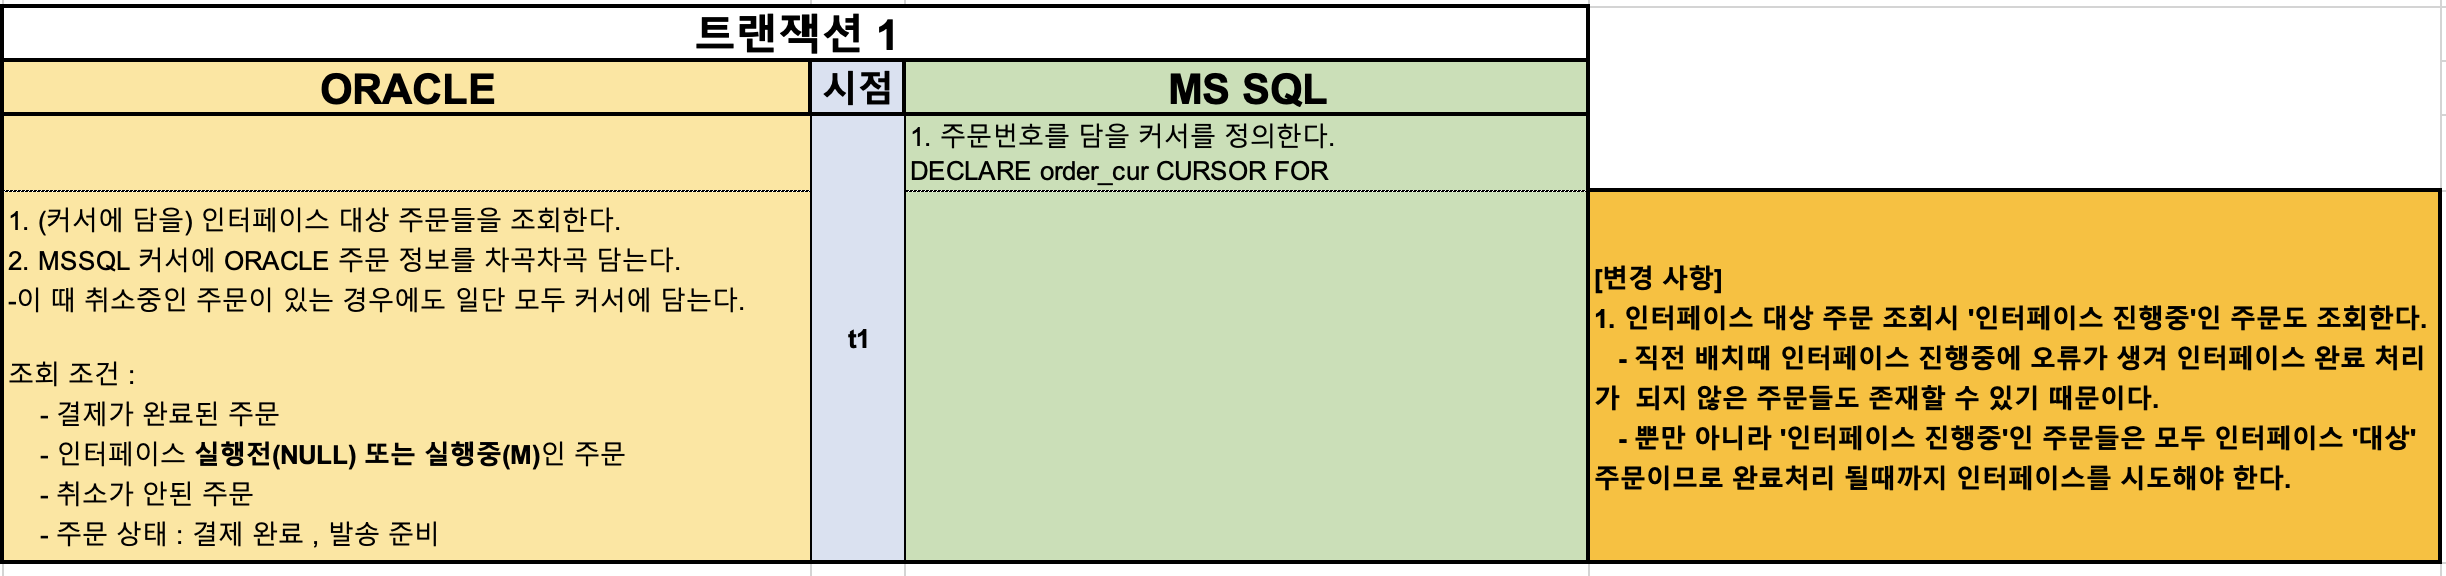 트랜잭션 1
ORACLE
시점
MS SQL
1. 주문번호를 담을 커서를 정의한다.
DECLARE order_cur CURSOR FOR
1. (커서에 담을) 인터페이스 대상 주문들을 조회한다.
2. MSSQL 커서에 ORACLE 주문 정보를 차곡차곡 담는다.
-이 때 취소중인 주문이 있는 경우에도 일단 모두 커서에 담는다.
조회 조건 :
- 결제가 완료된 주문
- 인터페이스 실행전(NULL) 또는 실행중(M)인 주문
- 취소가 안된 주문
- 주문 상태 : 결제 완료 , 발송 준비
t1
[변경 사항]
1. 인터페이스 대상 주문 조회시 '인터페이스 진행중'인 주문도 조회한다.
- 직전 배치때 인터페이스 진행중에 오류가 생겨 인터페이스 완료 처리
가 되지 않은 주문들도 존재할 수 있기 때문이다.
- 뿐만 아니라 '인터페이스 진행중'인 주문들은 모두 인터페이스 '대상'
주문이므로 완료처리 될때까지 인터페이스를 시도해야 한다.